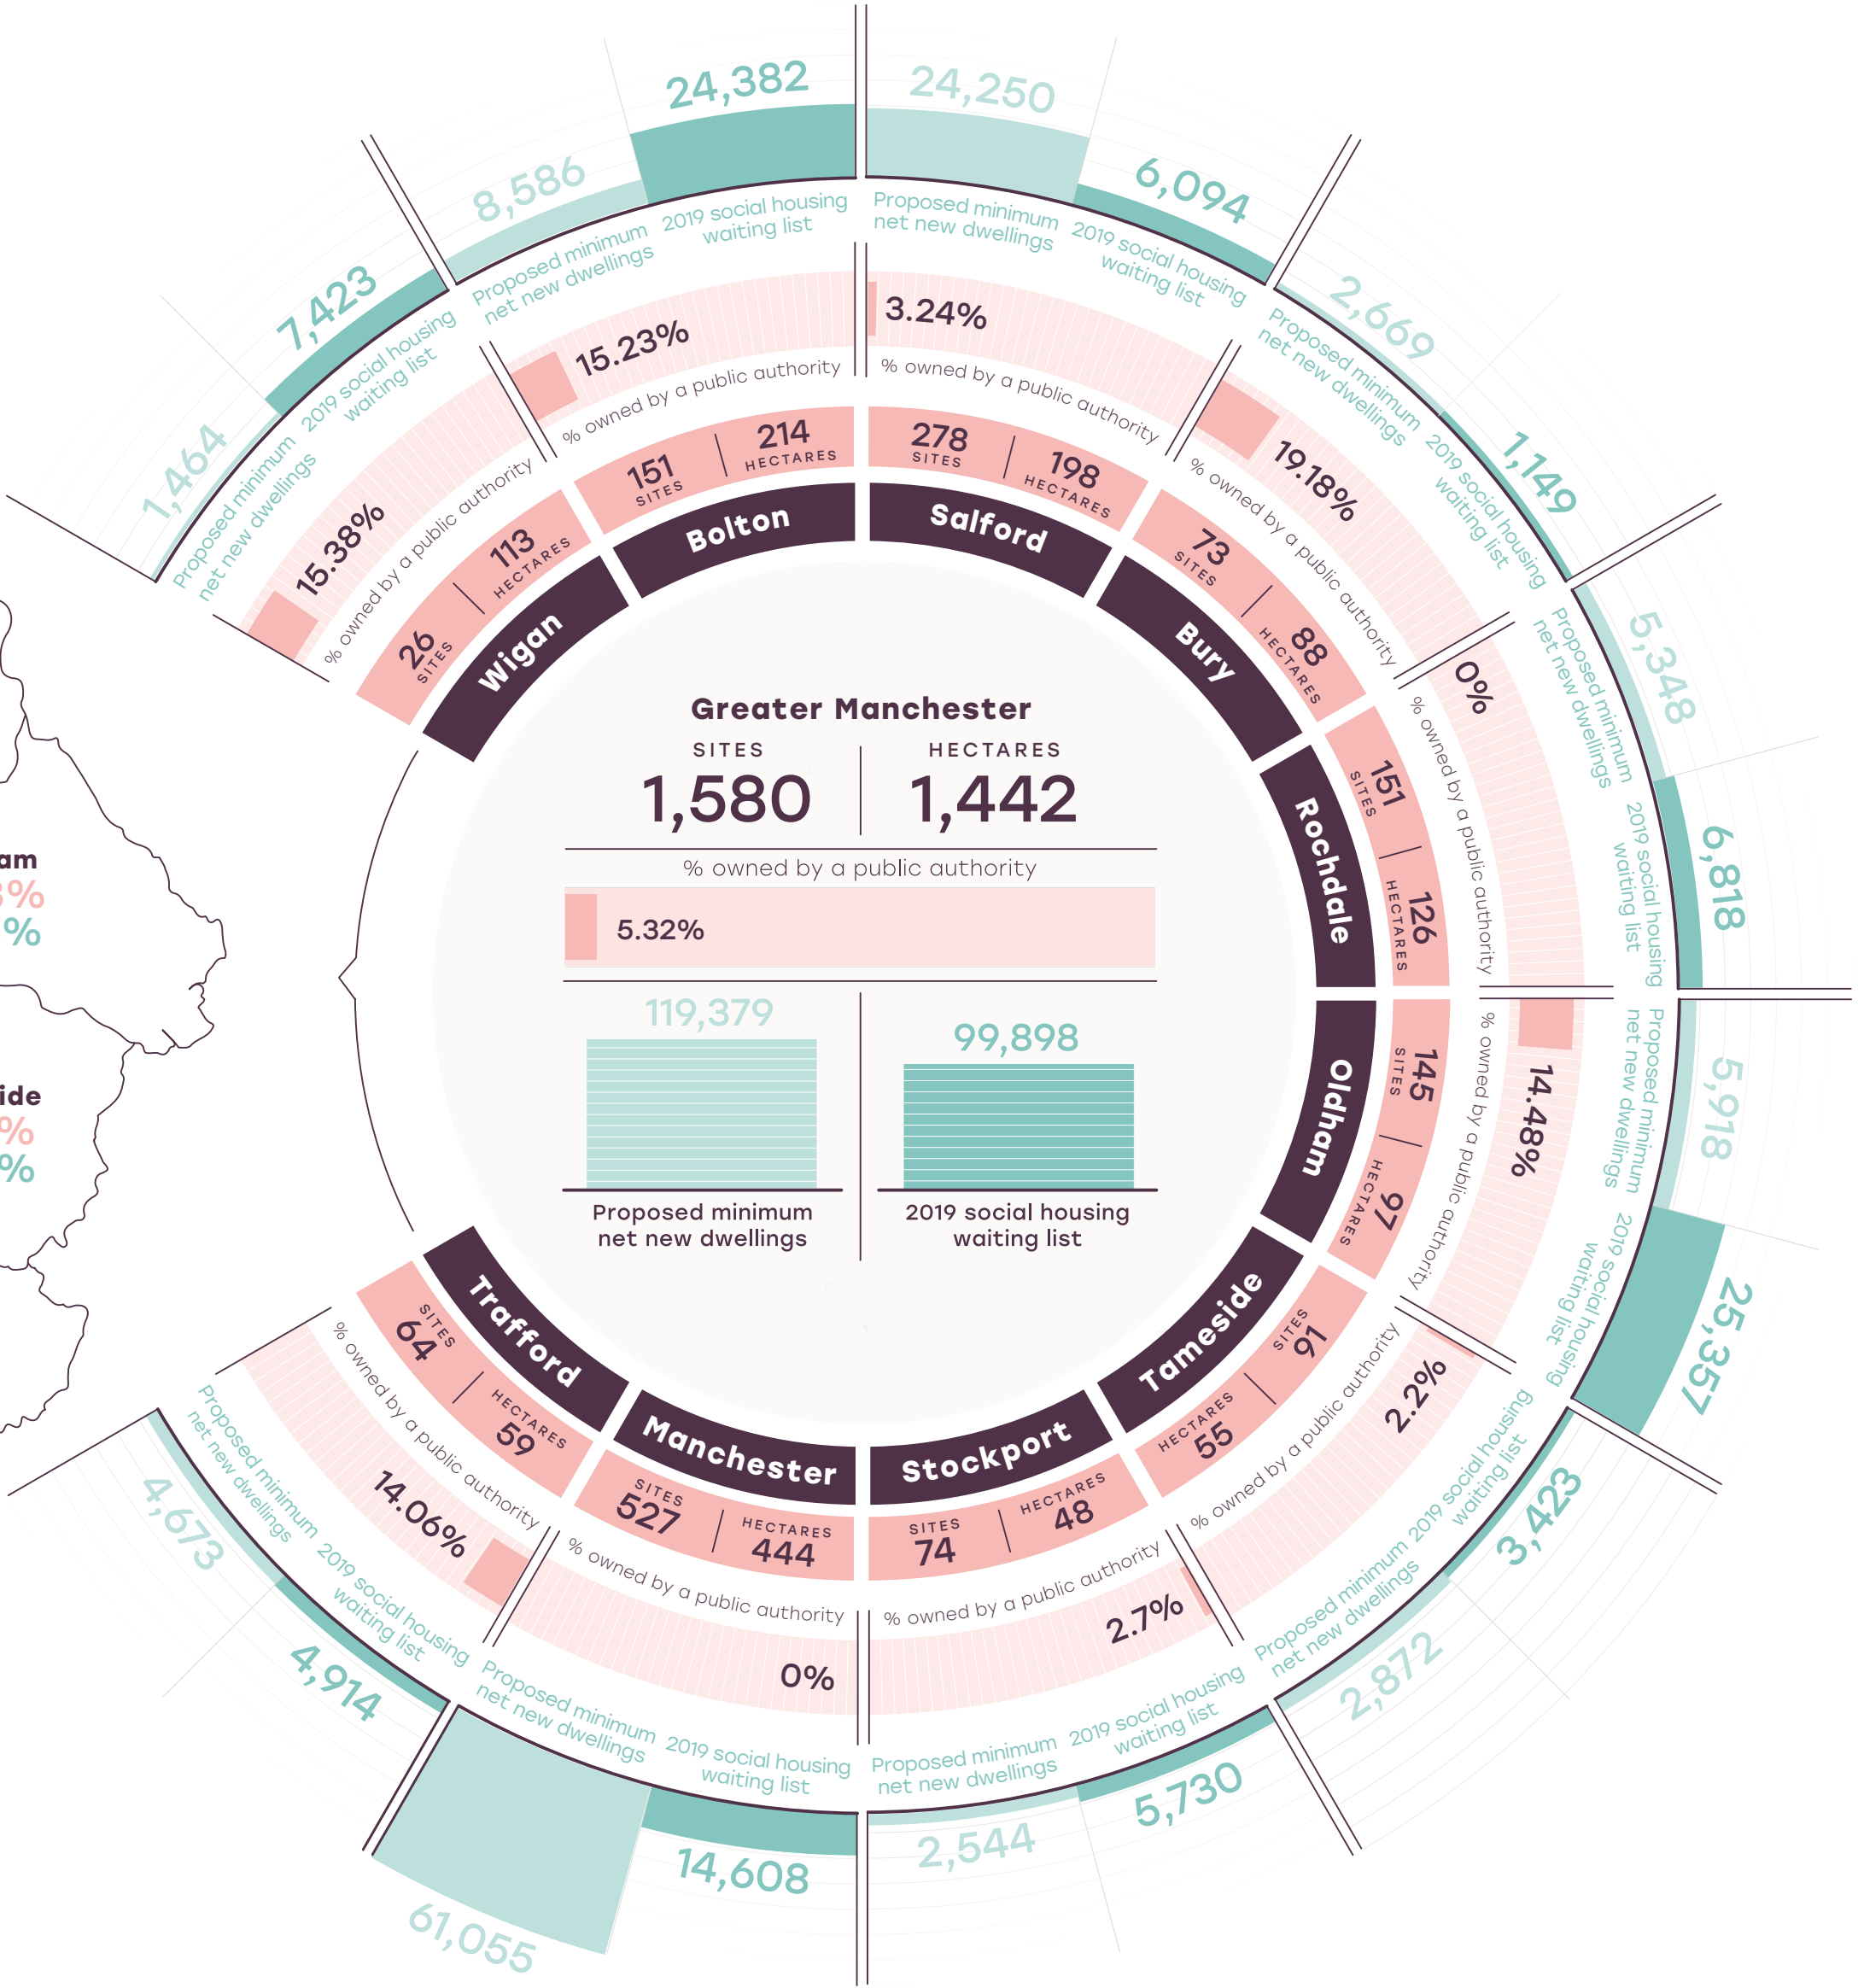 am
3%
%
ide
%
%
Greater Manchester
SITES
1,580
HECTARES
1,442
% owned by a public authority
5.32%
119,379
Proposed minimum
net new dwellings
99,898
2019 social housing
waiting list
Wigan
26
SITES
113
HECTARES
% owned by a public authority
15.38%
Proposed minimum
net new dwellings
1,464
2019 social housing
waiting list
7,423
Bolton
151
SITES
214
HECTARES
% owned by a public authority
15.23%
Proposed minimum
net new dwellings
8,586
2019 social housing
waiting list
24,382
Salford
278
SITES
198
HECTARES
% owned by a public authority
3.24%
Proposed minimum
net new dwellings
24,250
2019 social housing
waiting list
6,094
Bury
73
SITES
88
HECTARES
% owned by a public authority
19.18%
Proposed minimum
net new dwellings
2,669
2019 social housing
waiting list
1,149
Rochdale
151
SITES
126
HECTARES
% owned by a public authority
0%
Proposed minimum
net new dwellings
5,348
2019 social housing
waiting list
6,818
Oldham
145
SITES
97
HECTARES
% owned by a public authority
14.48%
Proposed minimum
net new dwellings
5,918
2019 social housing
waiting list
25,357
Tameside
SITES
91
HECTARES
55
% owned by a public authority
2.2%
2019 social housing
waiting list
3,423
Proposed minimum
net new dwellings
2,872
Stockport
SITES
74
HECTARES
48
% owned by a public authority
2.7%
Proposed minimum
net new dwellings
2,544
2019 social housing
waiting list
5,730
Manchester
SITES
527
HECTARES
444
% owned by a public authority
0%
Proposed minimum
net new dwellings
61,055
2019 social housing
waiting list
14,608
Trafford
SITES
64
HECTARES
59
% owned by a public authority
14.06%
Proposed minimum
net new dwellings
4,673
2019 social housing
waiting list
4,914